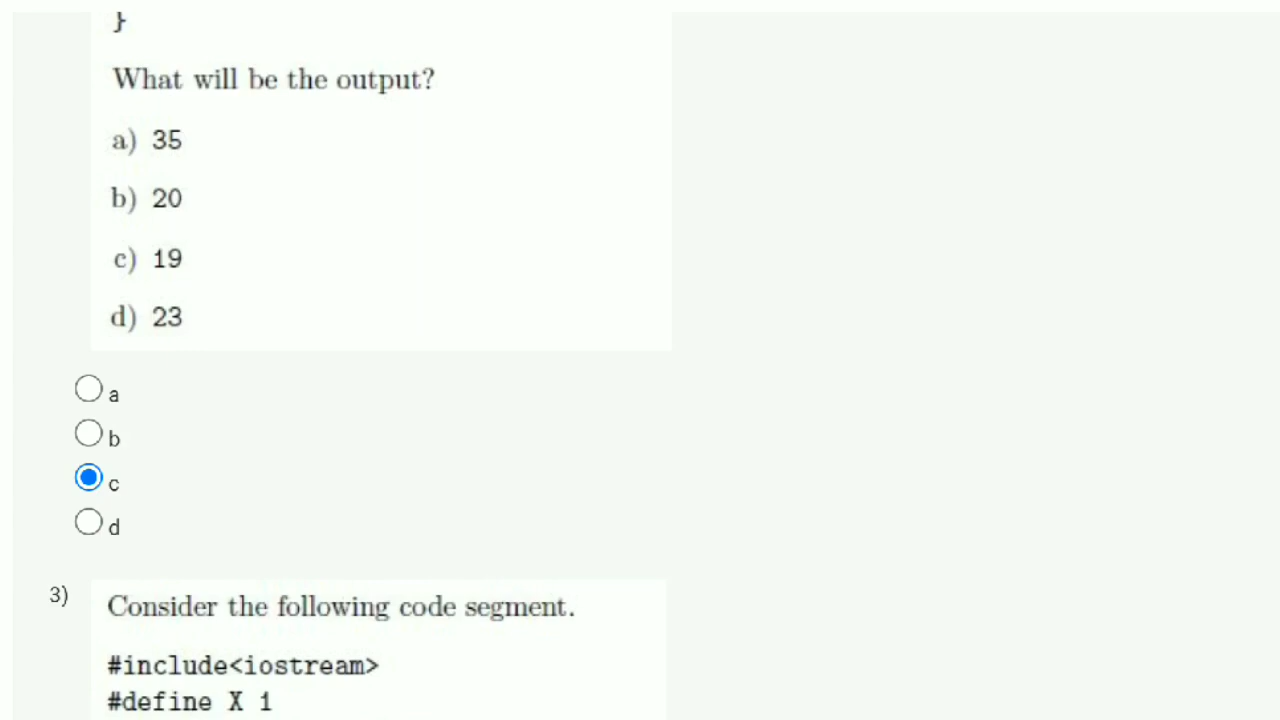 }
What will be the output?
a) 35
b) 20
c) 19
d) 23
a
b
c
d
3)
Consider the following code segment.
#include<iostream>
#define X 1